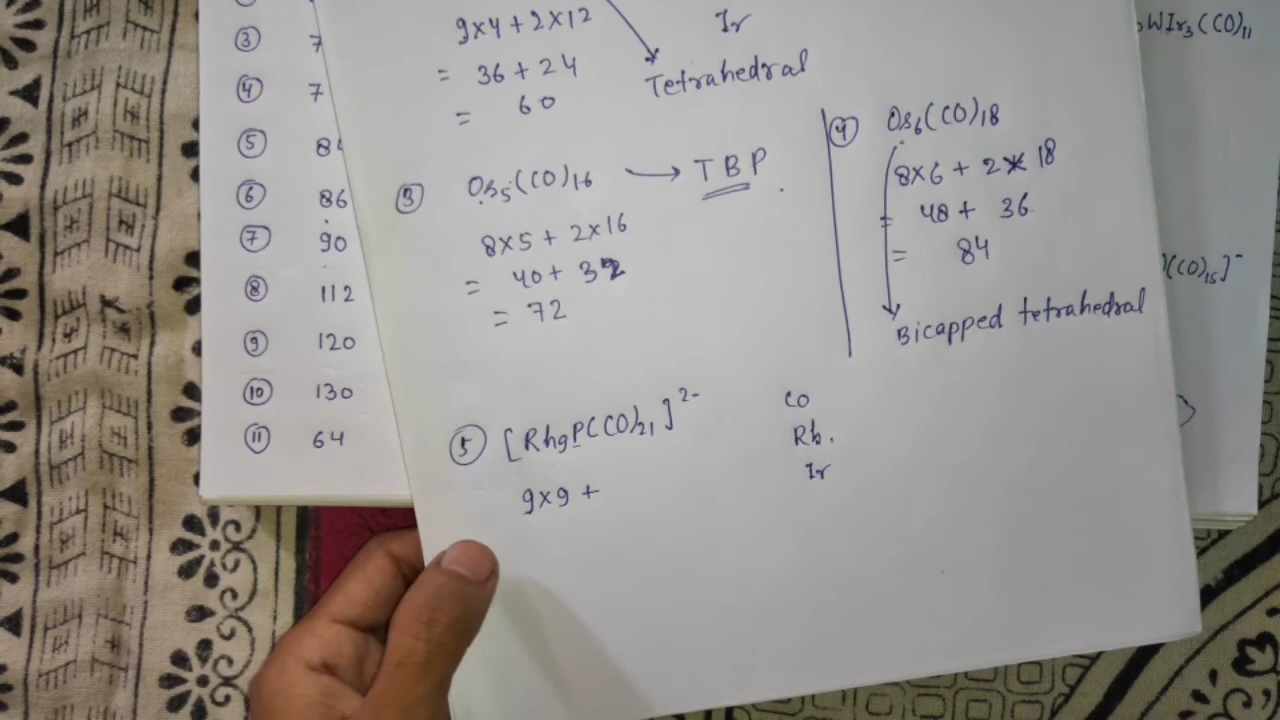 ③ 7
④ 7
⑤ 84
⑥ 86
⑦ 90
⑧ 112
⑨ 120
⑩ 130
⑪ 64
9×4 + 2×12
= 36 + 24
= 60
Ir
Tetrahedral
③ Os5(CO)16 → TBP
8×5 + 2×16
= 40 + 32
= 72
④ Os6(CO)18
8×6 + 2×18
= 48 + 36
= 84
Bicapped tetrahedral
⑤ [Rh9P(CO)21]2-
9×9 +
Co
Rh.
Ir
WIr3(CO)11
(CO)15]-